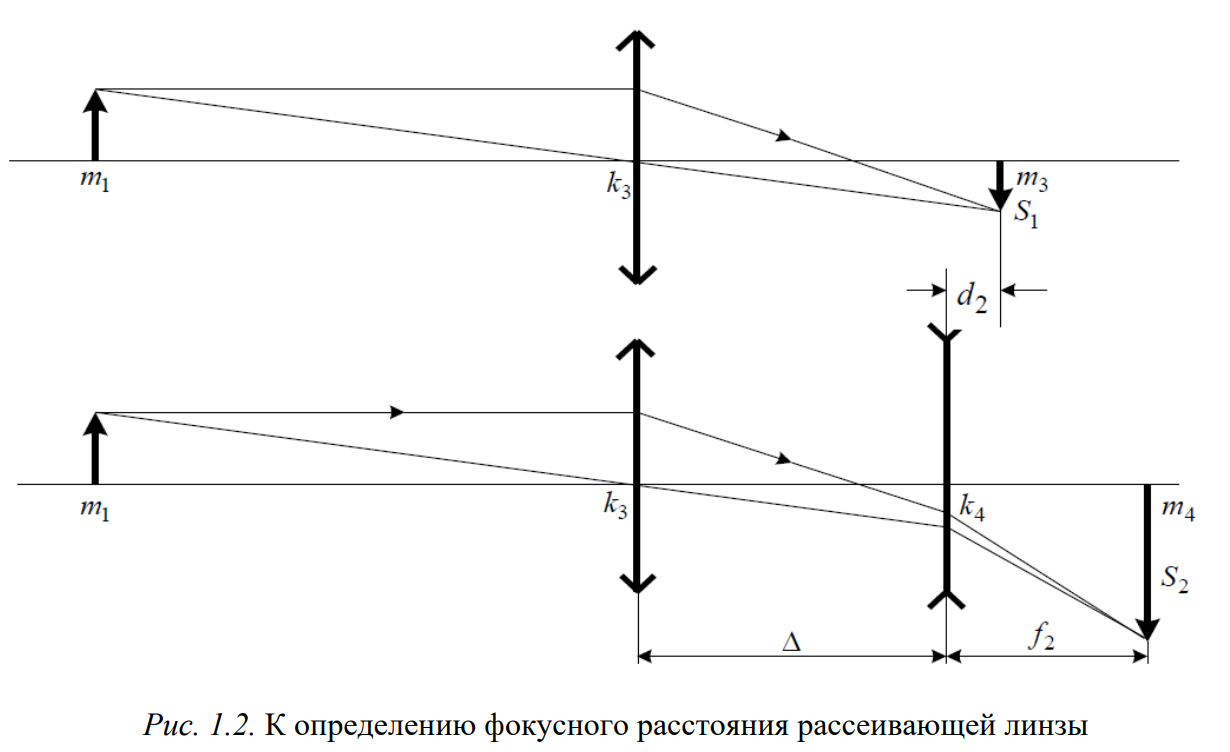 m₁ k₃ m₃
S₁
d₂
m₁ k₃ k₄ m₄
S₂
Δ f₂
Рис. 1.2. К определению фокусного расстояния рассеивающей линзы